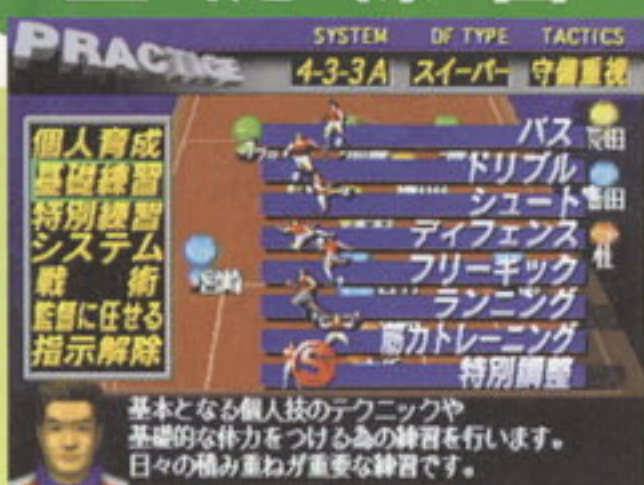 PRACTICE
SYSTEM DF TYPE TACTICS
4-3-3A スイーパー 守備重視
個人育成
基礎練習
特別練習
システム
戦術
監督に任せる
指示解除
パス
ドリブル
シュート
ディフェンス
フリーキック
ランニング
筋力トレーニング
特別調整
S
基本となる個人技のテクニックや
基礎的な体力をつける為の練習を行います。
日々の積み重ねが重要な練習です。